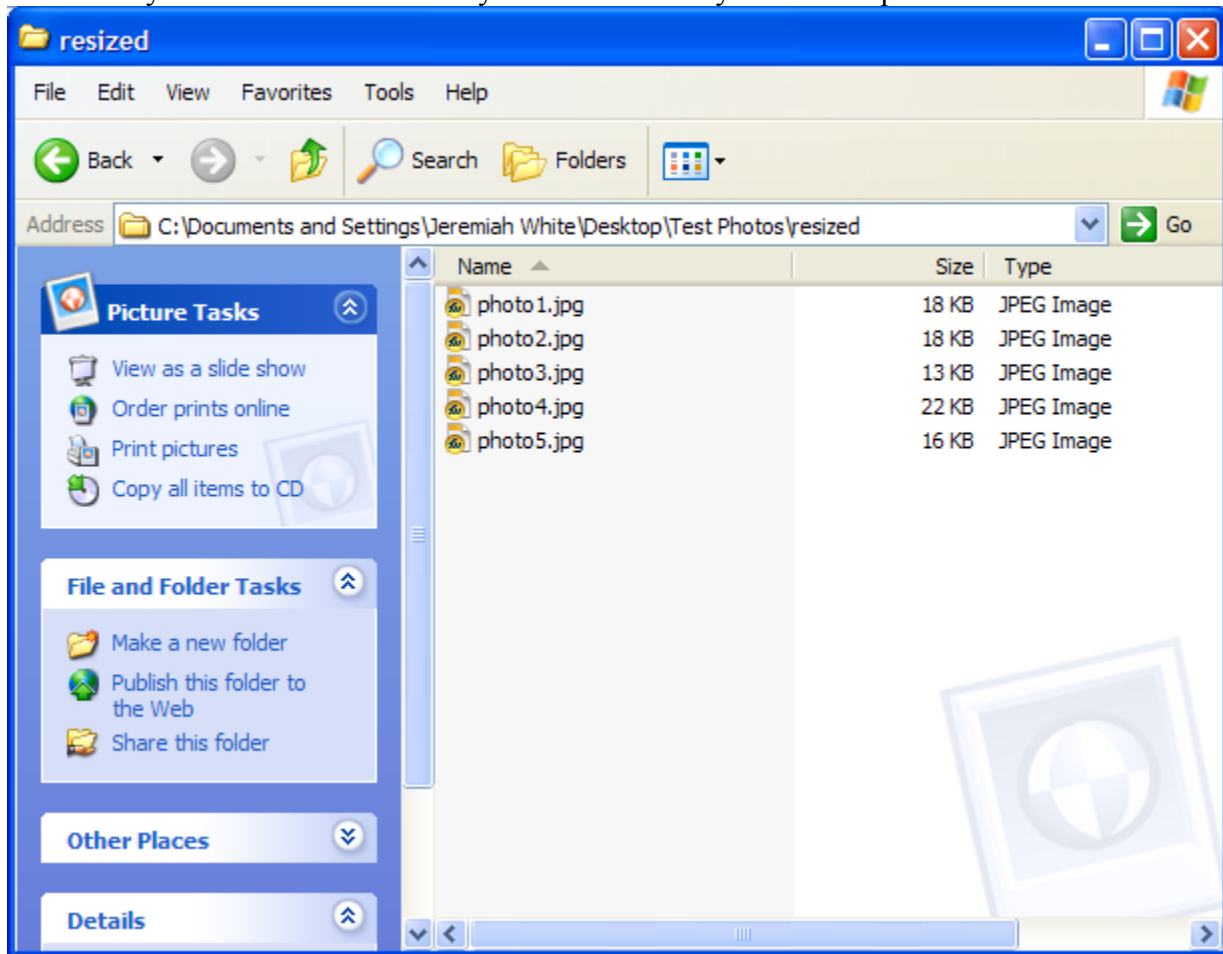 resized
File Edit View Favorites Tools Help
Back Search Folders
Address C:\Documents and Settings\Jeremiah White\Desktop\Test Photos\resized Go
Picture Tasks
View as a slide show
Order prints online
Print pictures
Copy all items to CD
File and Folder Tasks
Make a new folder
Publish this folder to
the Web
Share this folder
Other Places
Details
Name Size Type
photo1.jpg 18 KB JPEG Image
photo2.jpg 18 KB JPEG Image
photo3.jpg 13 KB JPEG Image
photo4.jpg 22 KB JPEG Image
photo5.jpg 16 KB JPEG Image